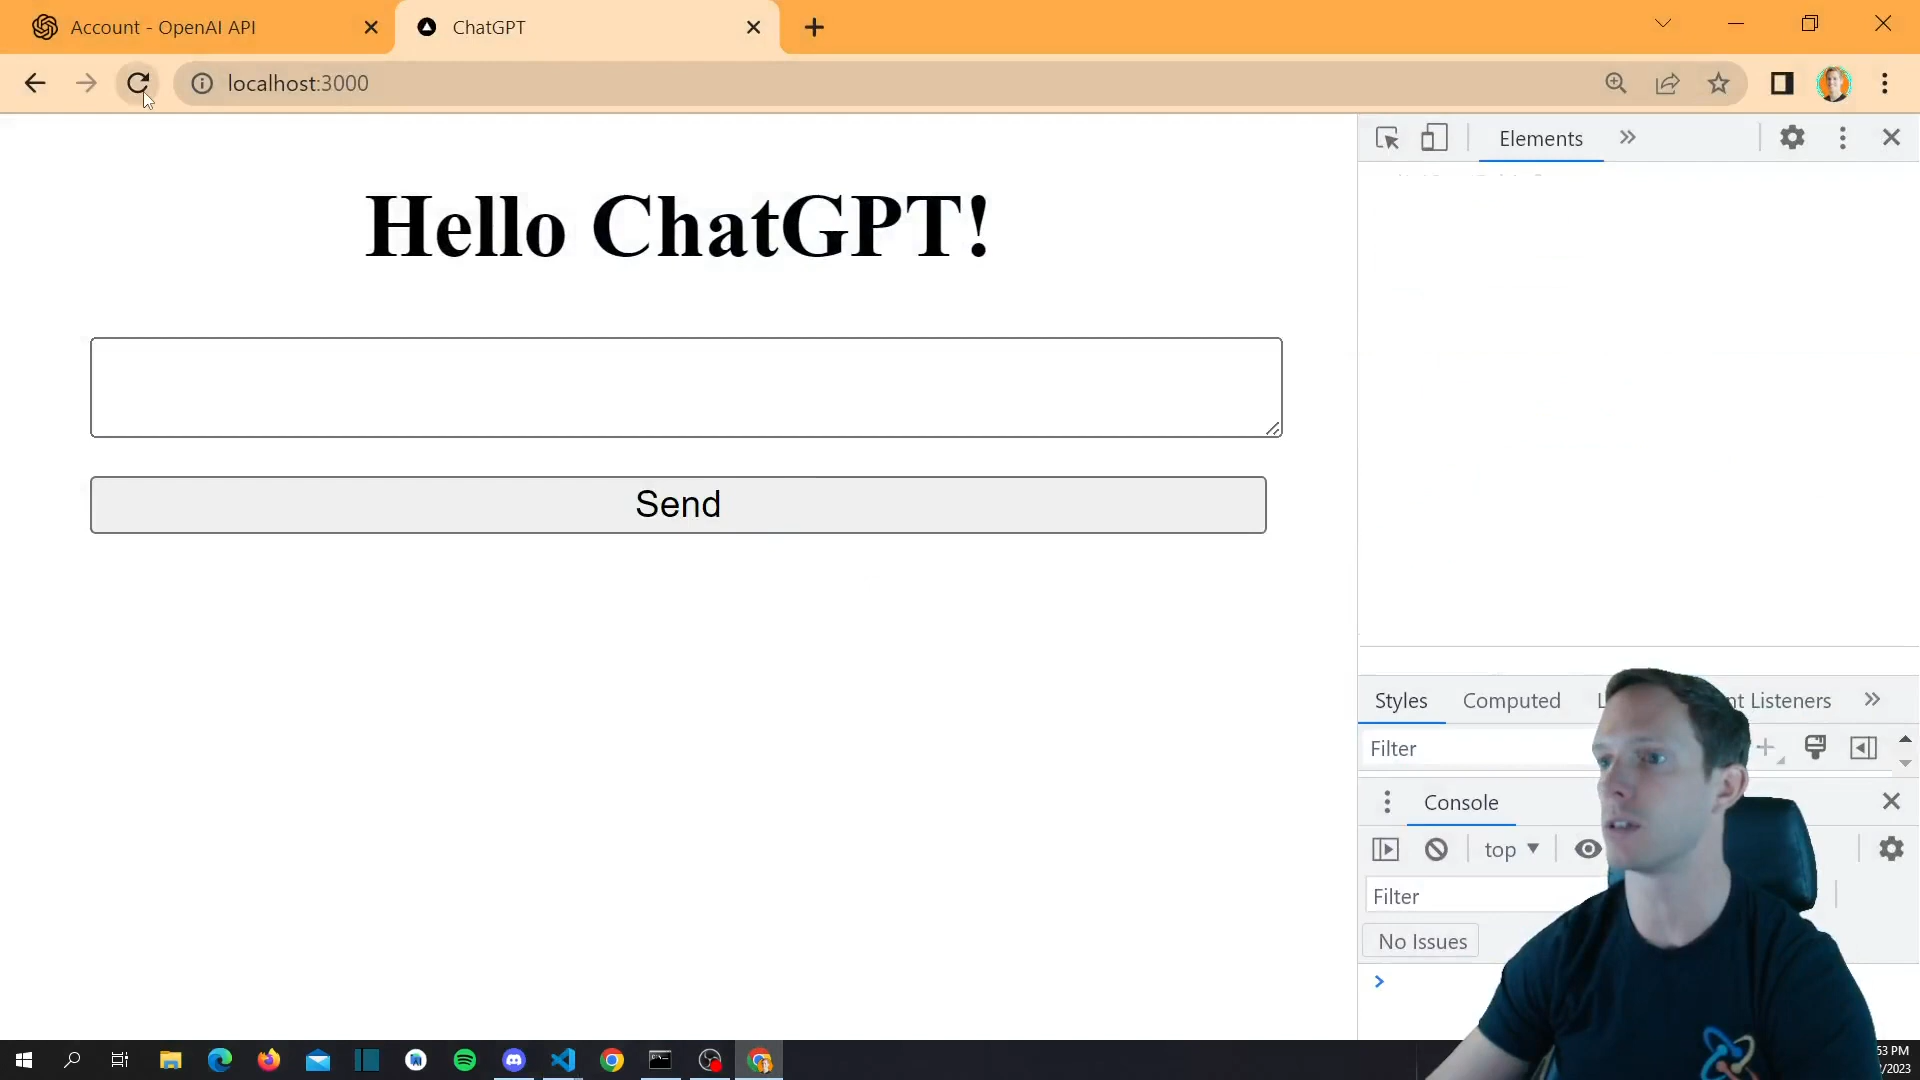 Account - OpenAI API
ChatGPT
localhost:3000
Elements
Hello ChatGPT!
Send
Styles
Computed
nt Listeners
Filter
Console
top
Filter
No Issues
53 PM
/2023